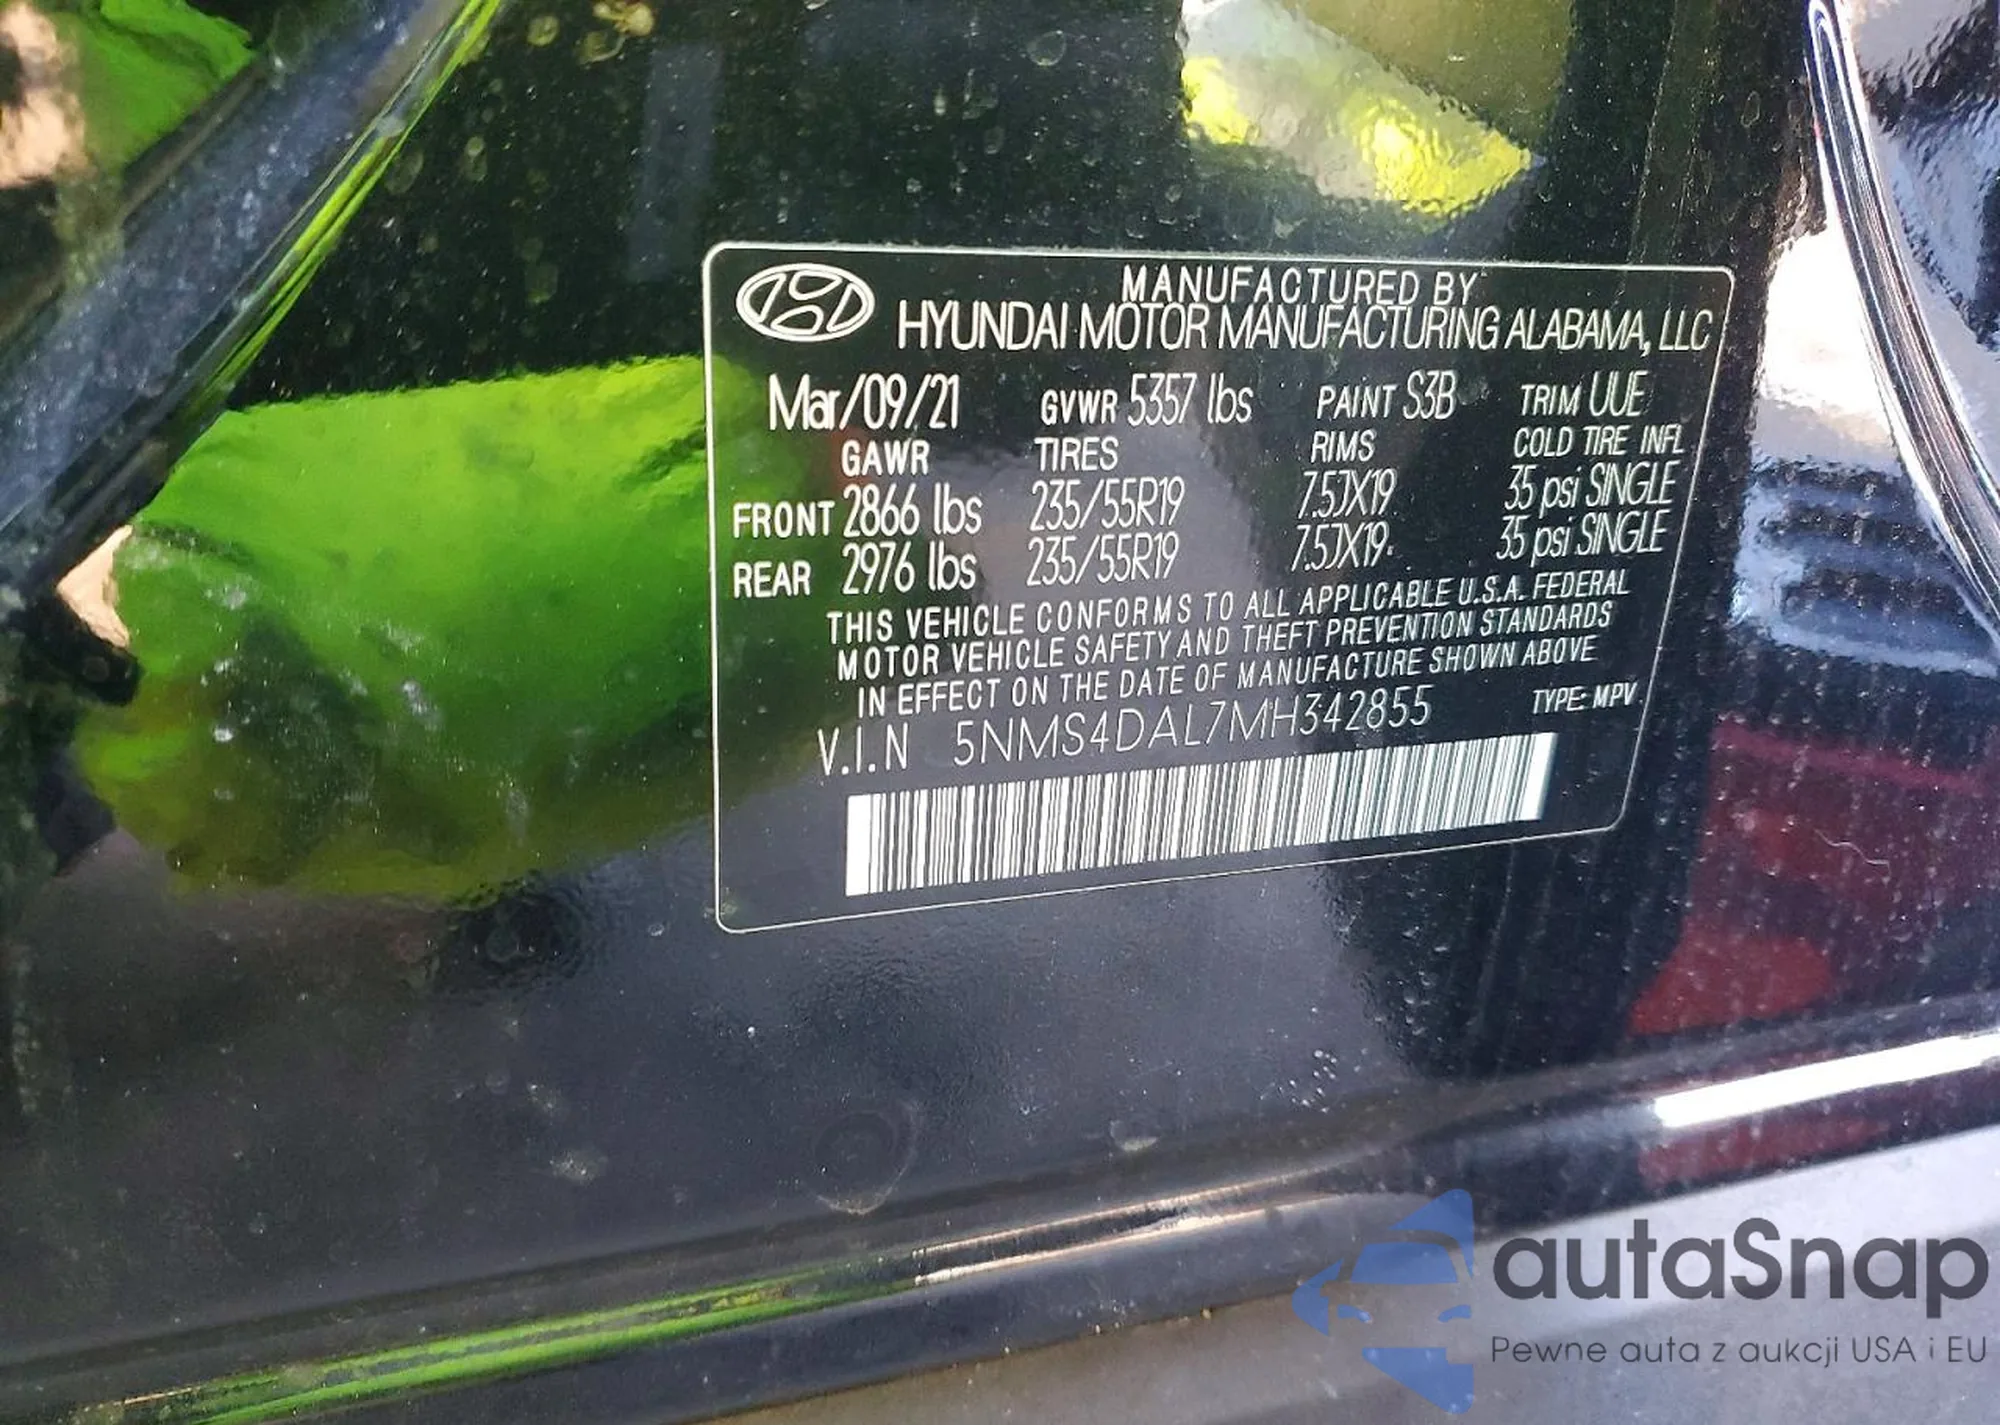 MANUFACTURED BY
HYUNDAI MOTOR MANUFACTURING ALABAMA, LLC
Mar/09/21 GVWR 5357 lbs PAINT S3B TRIM UUE
GAWR TIRES RIMS COLD TIRE INFL
FRONT 2866 lbs 235/55R19 7.5JX19 35 psi SINGLE
REAR 2976 lbs 235/55R19 7.5JX19 35 psi SINGLE
THIS VEHICLE CONFORMS TO ALL APPLICABLE U.S.A. FEDERAL
MOTOR VEHICLE SAFETY AND THEFT PREVENTION STANDARDS
IN EFFECT ON THE DATE OF MANUFACTURE SHOWN ABOVE
V.I.N 5NMS4DAL7MH342855 TYPE: MPV
autaSnap
Pewne auta z aukcji USA i EU